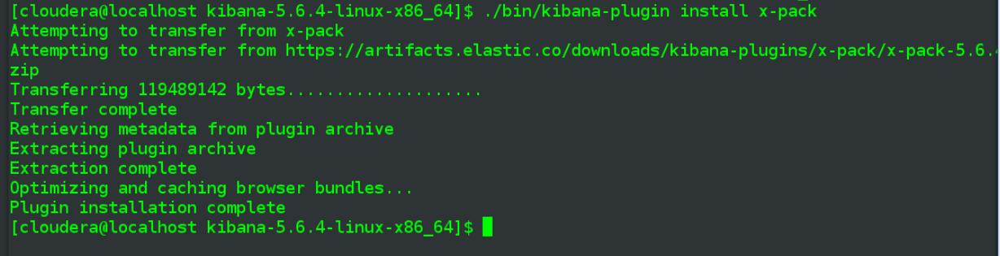 [cloudera@localhost kibana-5.6.4-linux-x86_64]$ ./bin/kibana-plugin install x-pack
Attempting to transfer from x-pack
Attempting to transfer from https://artifacts.elastic.co/downloads/kibana-plugins/x-pack/x-pack-5.6.4
zip
Transferring 119489142 bytes....................
Transfer complete
Retrieving metadata from plugin archive
Extracting plugin archive
Extraction complete
Optimizing and caching browser bundles...
Plugin installation complete
[cloudera@localhost kibana-5.6.4-linux-x86_64]$